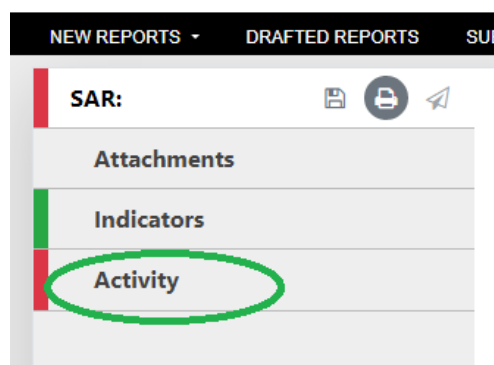 NEW REPORTS DRAFTED REPORTS
SAR:
Attachments
Indicators
Activity